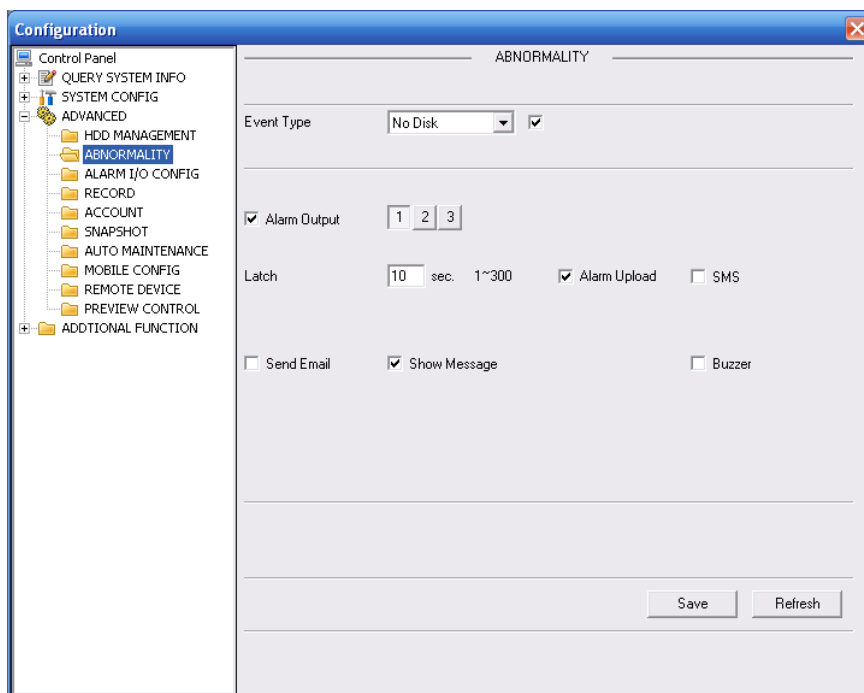 Configuration
Control Panel
QUERY SYSTEM INFO
SYSTEM CONFIG
ADVANCED
HDD MANAGEMENT
ABNORMALITY
ALARM I/O CONFIG
RECORD
ACCOUNT
SNAPSHOT
AUTO MAINTENANCE
MOBILE CONFIG
REMOTE DEVICE
PREVIEW CONTROL
ADDTIONAL FUNCTION
ABNORMALITY
Event Type No Disk
Alarm Output 1 2 3
Latch 10 sec. 1~300 Alarm Upload SMS
Send Email Show Message Buzzer
Save Refresh